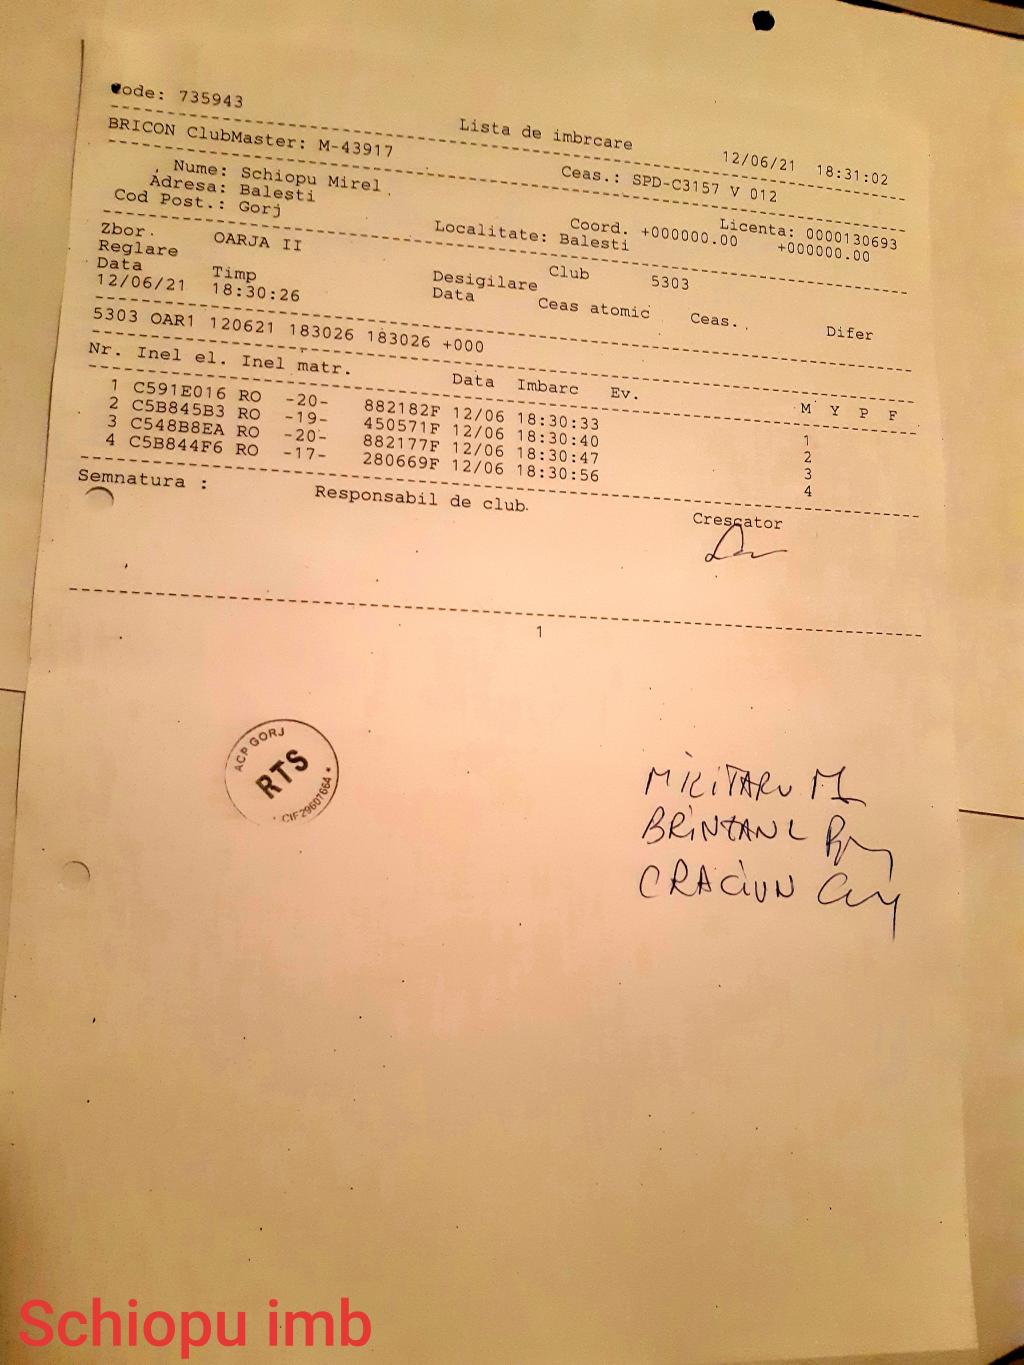 Code: 735943
Lista de imbrcare 12/06/21 18:31:02
BRICON ClubMaster: M-43917 Ceas.: SPD-C3157 V 012
Nume: Schiopu Mirel Licenta: 0000130693
Adresa: Balesti Coord. +000000.00 +000000.00
Cod Post.: Gorj Localitate: Balesti
Zbor OARJA II Club 5303
Reglare Desigilare
Data Timp Data Ceas atomic Ceas. Difer
12/06/21 18:30:26
5303 OAR1 120621 183026 183026 +000
Nr. Inel el. Inel matr. Data Imbarc Ev. M Y P F
1 C591E016 RO -20- 882182F 12/06 18:30:33 1
2 C5B845B3 RO -19- 450571F 12/06 18:30:40 2
3 C548B8EA RO -20- 882177F 12/06 18:30:47 3
4 C5B844F6 RO -17- 280669F 12/06 18:30:56 4
Semnatura : Responsabil de club Crescator
1
A.C.P GORJ
RTS
CIF29607664 *
MILITARU
BRINTAN L
CRACIUN
Schiopu imb